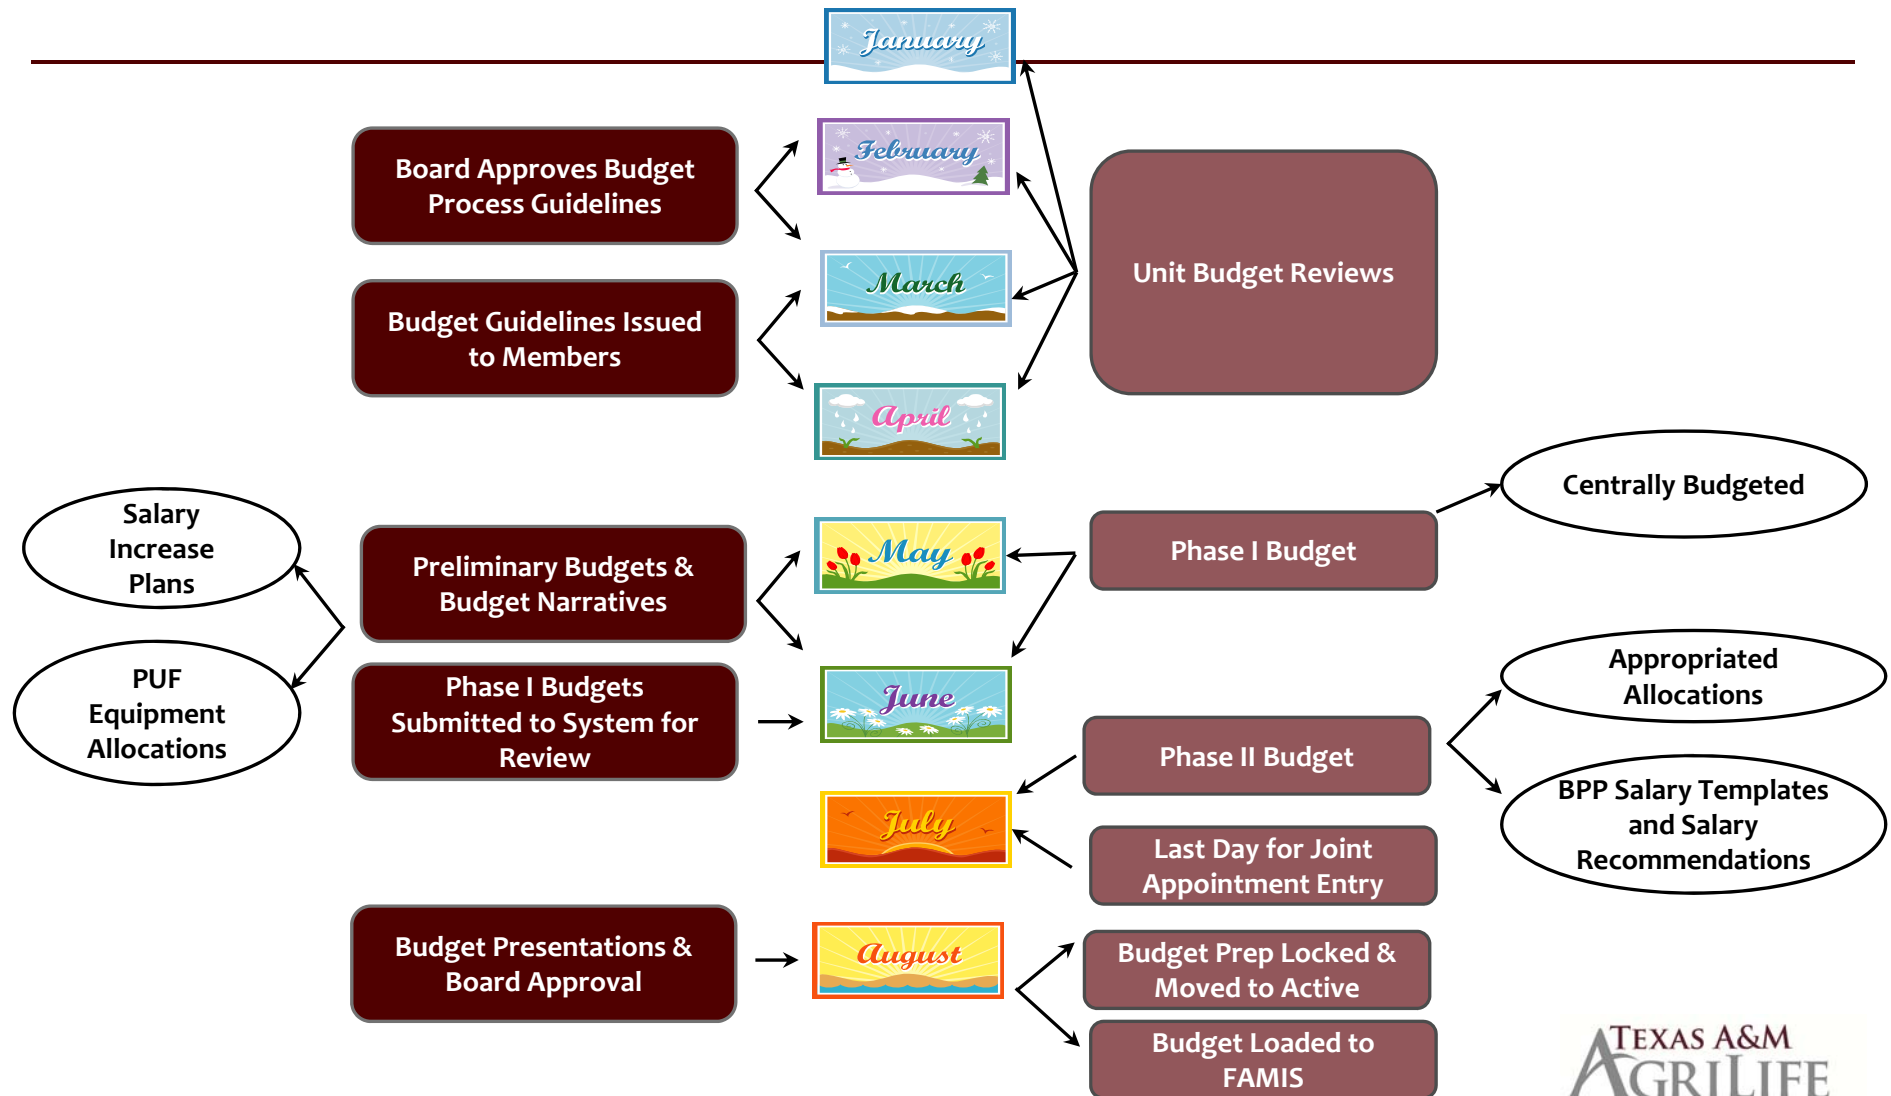 January
February
March
April
May
June
July
August
Board Approves Budget
Process Guidelines
Budget Guidelines Issued
to Members
Salary
Increase
Plans
PUF
Equipment
Allocations
Preliminary Budgets &
Budget Narratives
Phase I Budgets
Submitted to System for
Review
Budget Presentations &
Board Approval
Unit Budget Reviews
Phase I Budget
Centrally Budgeted
Phase II Budget
Appropriated
Allocations
BPP Salary Templates
and Salary
Recommendations
Last Day for Joint
Appointment Entry
Budget Prep Locked &
Moved to Active
Budget Loaded to
FAMIS
TEXAS A&M
AGRILIFE